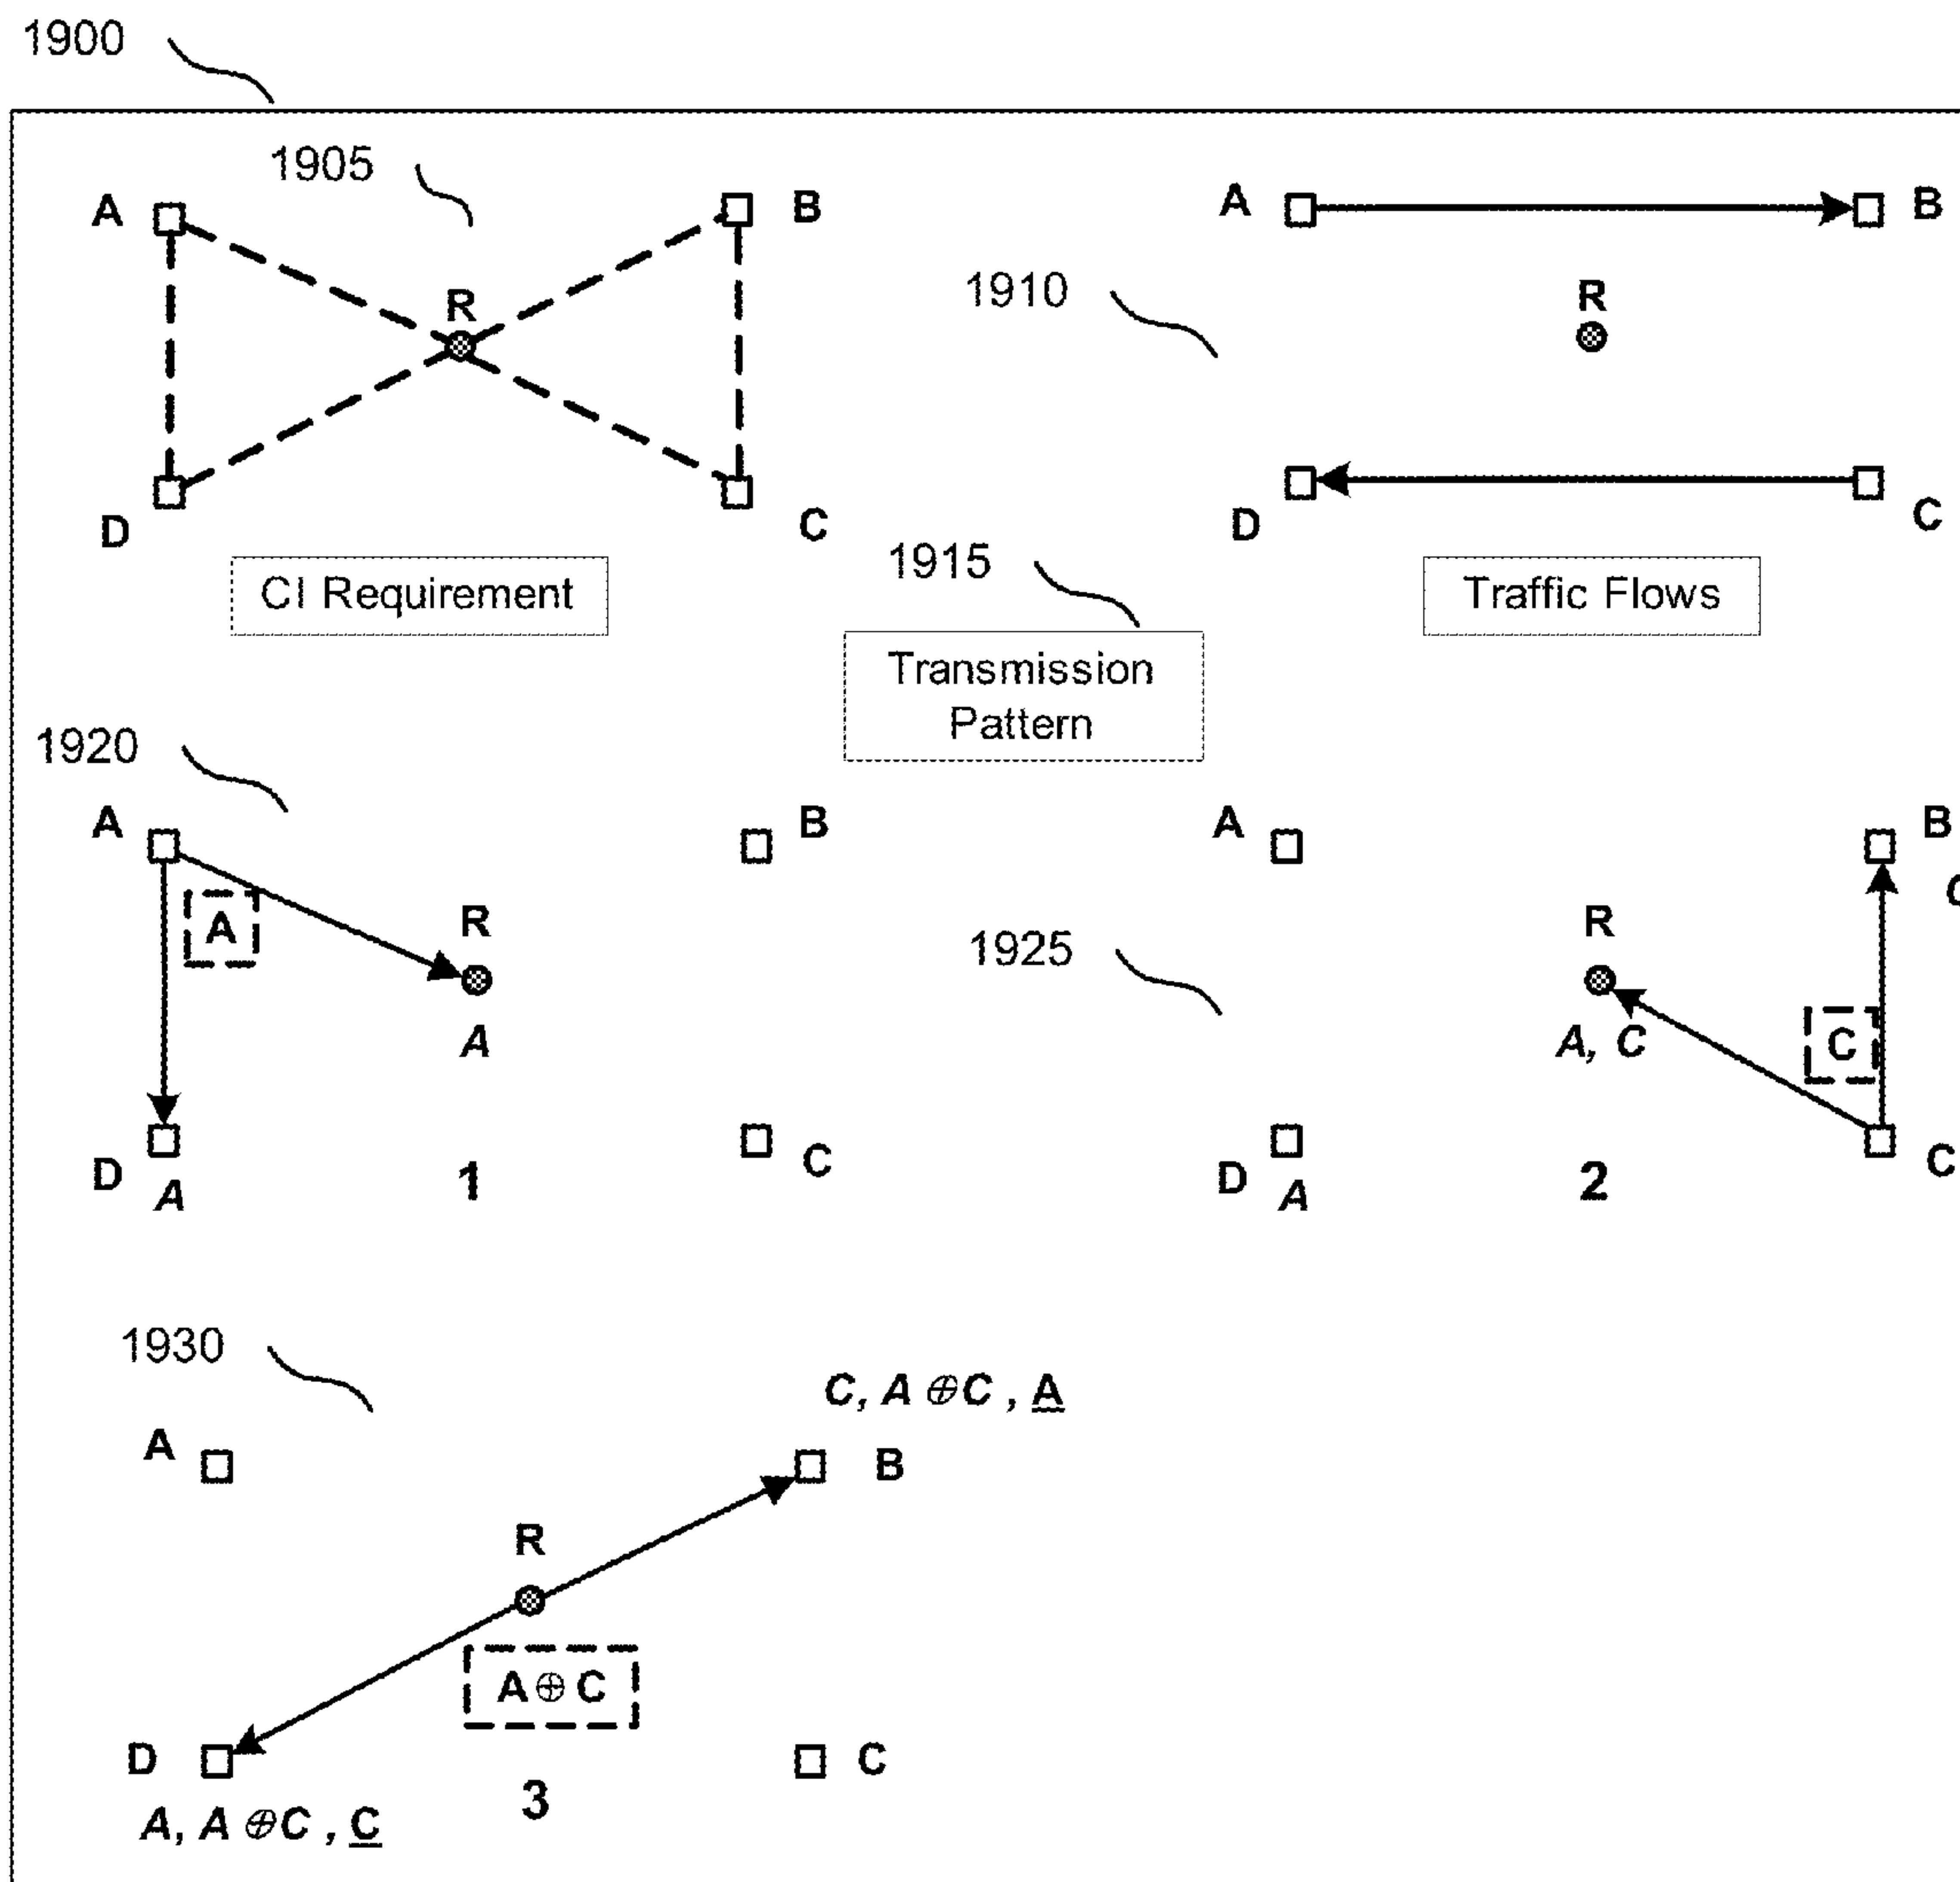 1900
1905
A
B
R
D
C
CI Requirement
A
B
1910
R
D
C
Traffic Flows
1915
Transmission
Pattern
1920
A
B
A
R
A
D
A
1
C
A
B
1925
R
A, C
C
D
A
2
C
1930
C, A ⊕ C , A
A
B
R
A ⊕ C
D
C
3
A, A ⊕ C , C